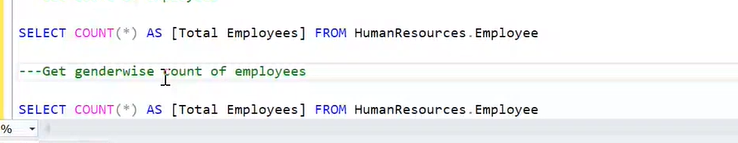 SELECT COUNT(*) AS [Total Employees] FROM HumanResources.Employee
---Get genderwise count of employees
SELECT COUNT(*) AS [Total Employees] FROM HumanResources.Employee
%